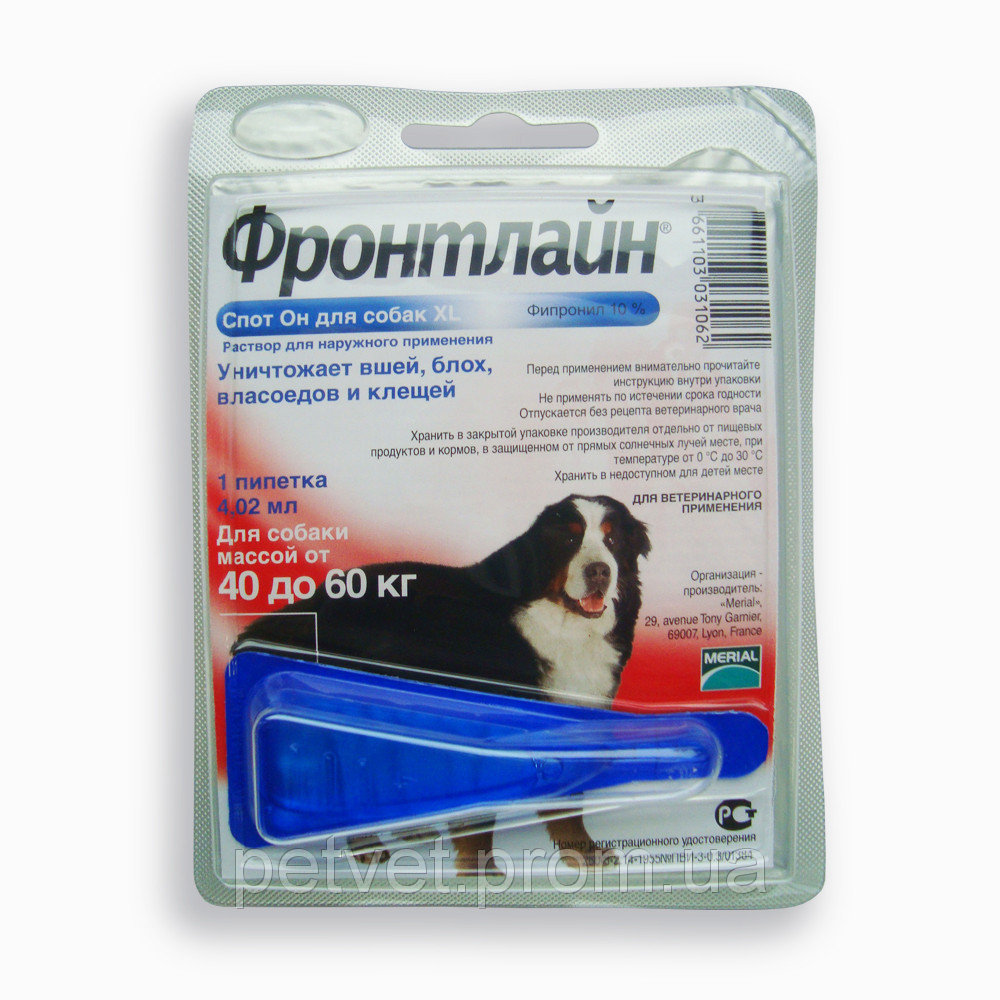 Фронтлайн®
Спот Он для собак XL
Фипронил 10 %
Раствор для наружного применения
Уничтожает вшей, блох,
власоедов и клещей
3 661103 031062
Перед применением внимательно прочитайте
инструкцию внутри упаковки
Не применять по истечении срока годности
Отпускается без рецепта ветеринарного врача
Хранить в закрытой упаковке производителя отдельно от пищевых
продуктов и кормов, в защищенном от прямых солнечных лучей месте, при
температуре от 0 °C до 30 °C
Хранить в недоступном для детей месте
1 пипетка
4.02 мл
Для собаки
массой от
40 до 60 кг
ДЛЯ ВЕТЕРИНАРНОГО
ПРИМЕНЕНИЯ
Организация -
производитель:
«Merial»,
29, avenue Tony Garnier,
69007, Lyon, France
MERIAL
РСТ
Номер регистрационного удостоверения
petvet.prom.ua